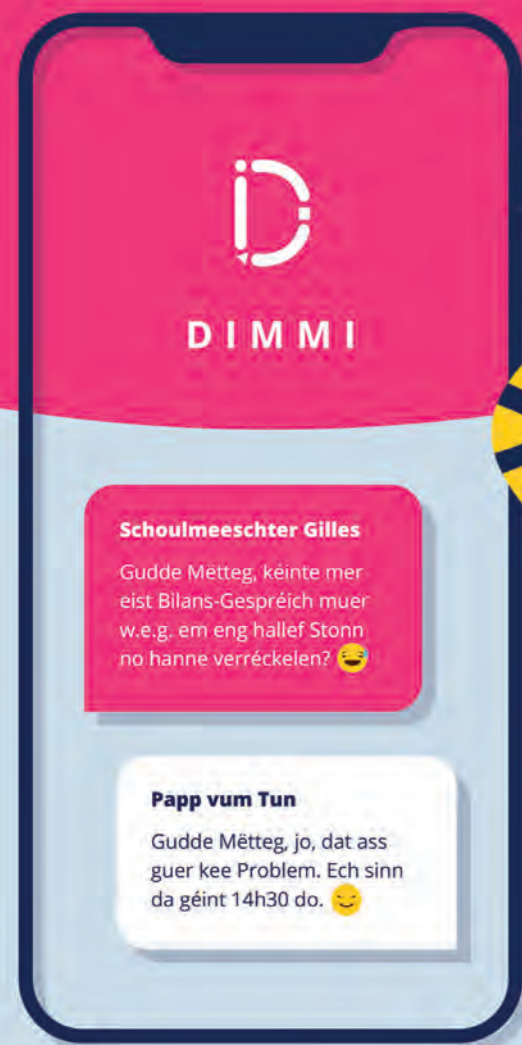 DIMMI
Schoulmeeschter Gilles
Gudde Mëtteg, kéinte mer
eist Bilans-Gespréich muer
w.e.g. em eng hallef Stonn
no hanne verréckelen?
Papp vum Tun
Gudde Mëtteg, jo, dat ass
guer kee Problem. Ech sinn
da géint 14h30 do.